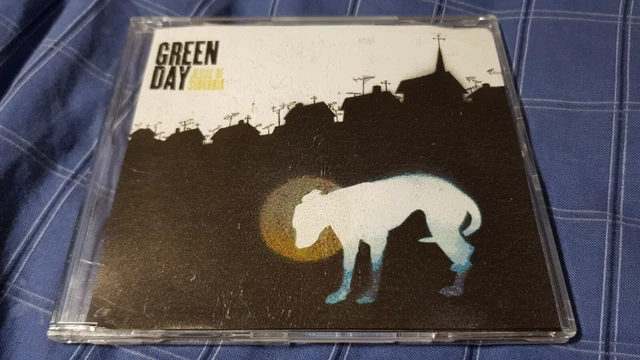 GREEN
DAY
JESUS OF
SUBURBIA